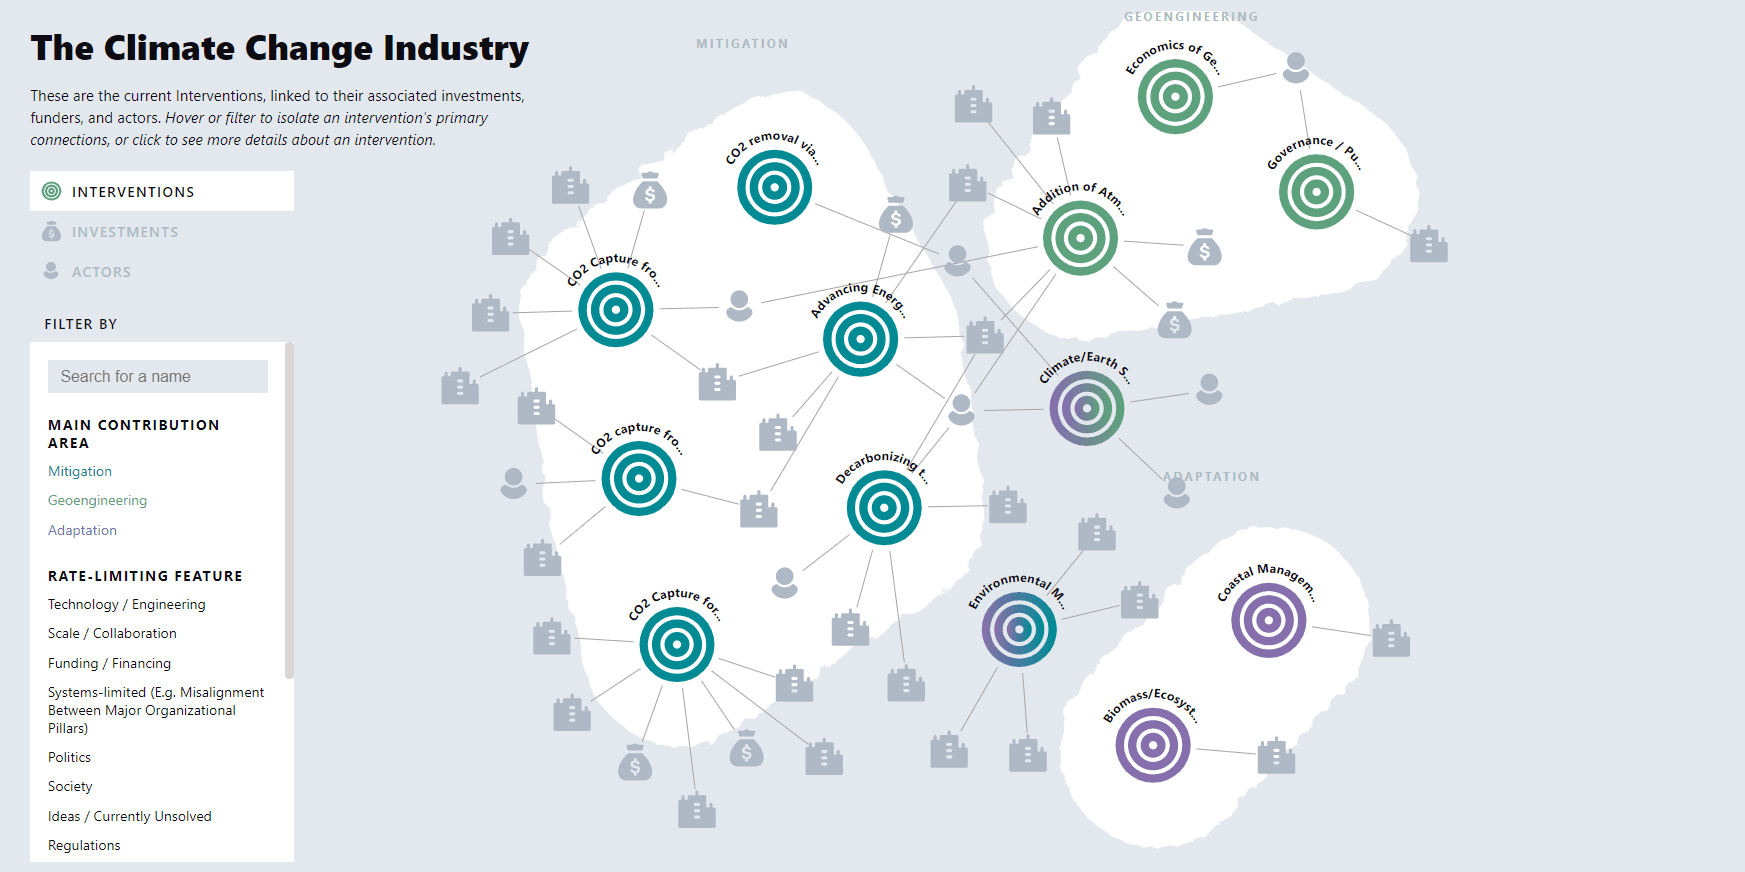 The Climate Change Industry
These are the current Interventions, linked to their associated investments,
funders, and actors. Hover or filter to isolate an intervention's primary
connections, or click to see more details about an intervention.
INTERVENTIONS
INVESTMENTS
ACTORS
FILTER BY
Search for a name
MAIN CONTRIBUTION
AREA
Mitigation
Geoengineering
Adaptation
RATE-LIMITING FEATURE
Technology / Engineering
Scale / Collaboration
Funding / Financing
Systems-limited (E.g. Misalignment
Between Major Organizational
Pillars)
Politics
Society
Ideas / Currently Unsolved
Regulations
MITIGATION
GEOENGINEERING
ADAPTATION
Economics of Ge...
CO2 removal via...
Governance / Pu...
Addition of Atm...
CO2 Capture fro...
Advancing Energ...
Climate/Earth S...
CO2 capture fro...
Decarbonizing t...
CO2 Capture for...
Environmental M...
Coastal Managem...
Biomass/Ecosyst...